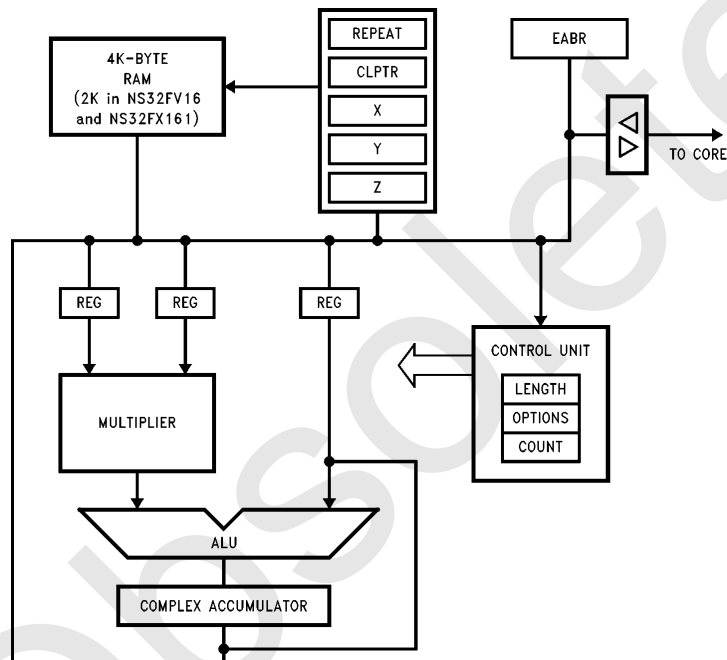 4K-BYTE
RAM
(2K in NS32FV16
and NS32FX161)
REPEAT
CLPTR
X
Y
Z
EABR
TO CORE
REG
REG
REG
MULTIPLIER
CONTROL UNIT
LENGTH
OPTIONS
COUNT
ALU
COMPLEX ACCUMULATOR
obsolete